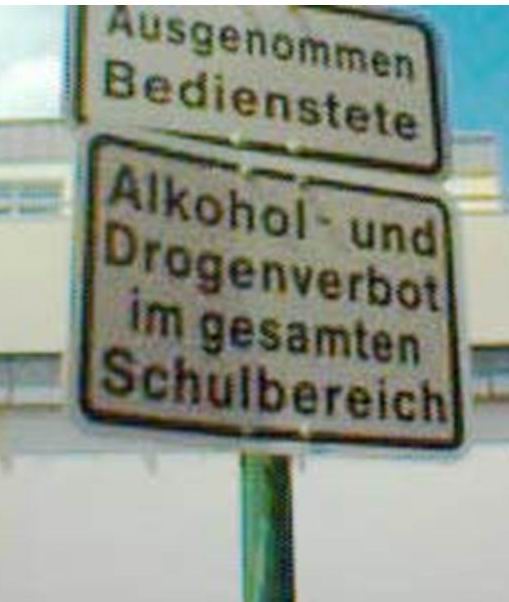 Ausgenommen
Bedienstete
Alkohol- und
Drogenverbot
im gesamten
Schulbereich